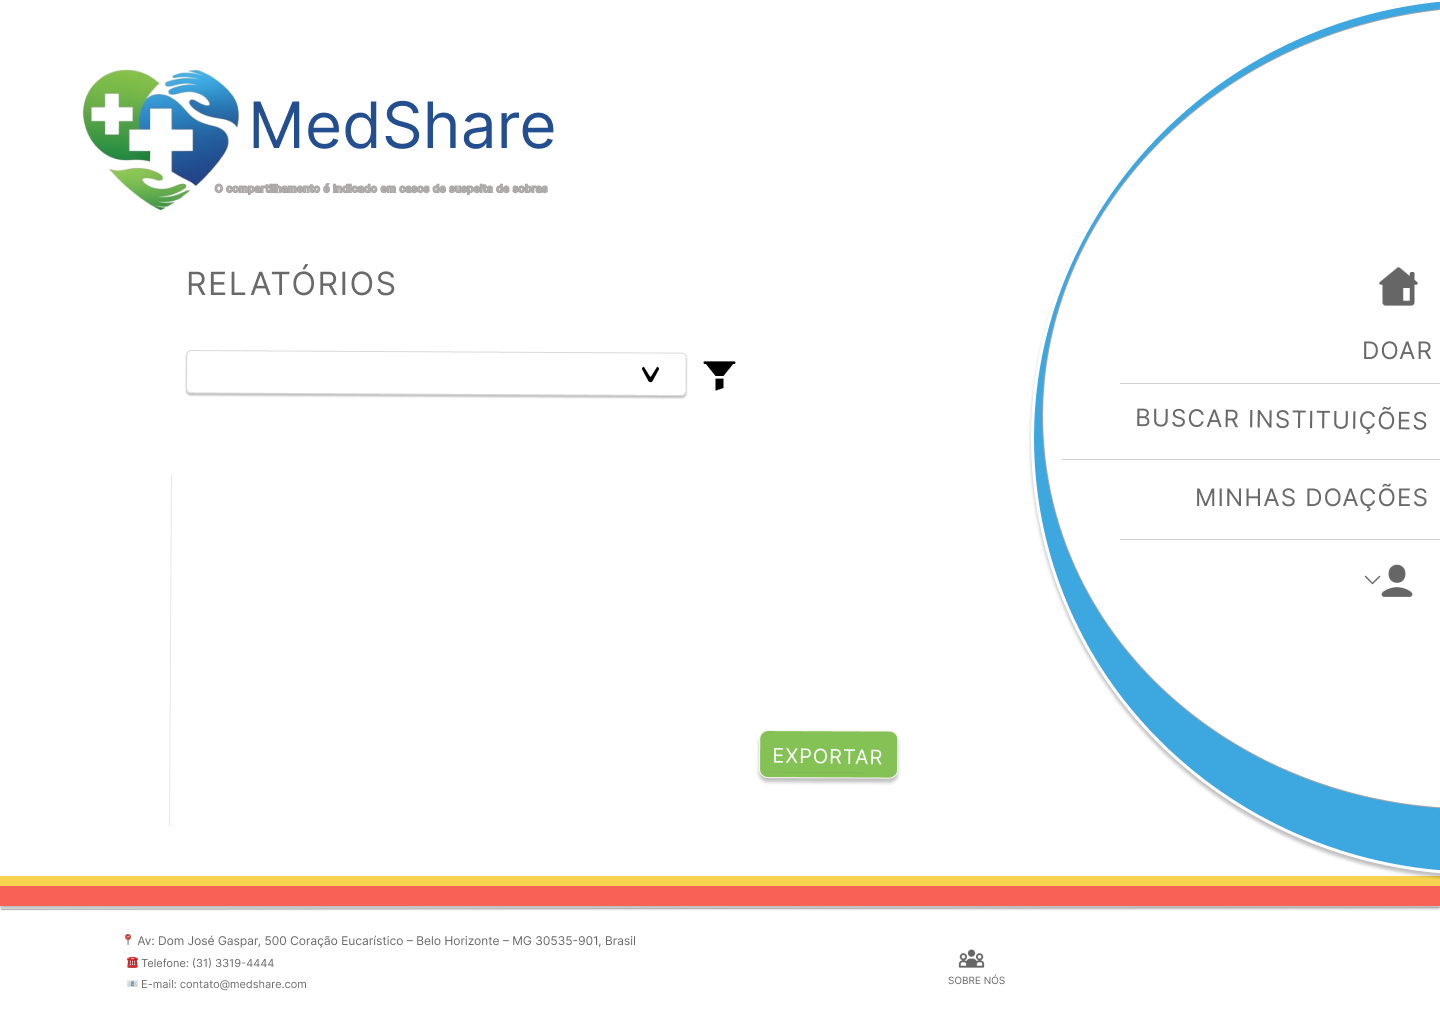 MedShare
O compartilhamento é indicado em casos de suspeita de sobras
RELATÓRIOS
DOAR
BUSCAR INSTITUIÇÕES
MINHAS DOAÇÕES
EXPORTAR
Av: Dom José Gaspar, 500 Coração Eucarístico – Belo Horizonte – MG 30535-901, Brasil
Telefone: (31) 3319-4444
E-mail: contato@medshare.com
SOBRE NÓS